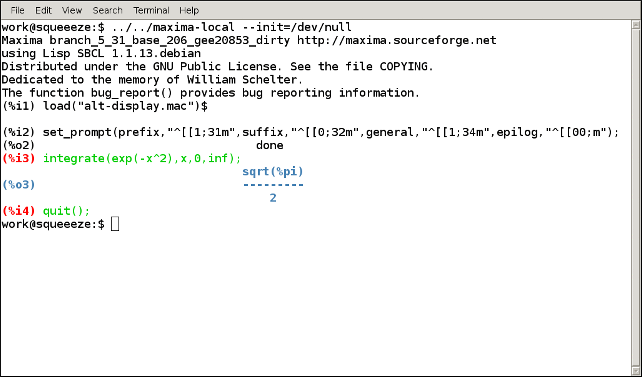 File Edit View Search Terminal Help
work@squeeeze:$ ../../maxima-local --init=/dev/null
Maxima branch_5_31_base_206_gee20853_dirty http://maxima.sourceforge.net
using Lisp SBCL 1.1.13.debian
Distributed under the GNU Public License. See the file COPYING.
Dedicated to the memory of William Schelter.
The function bug_report() provides bug reporting information.
(%i1) load("alt-display.mac")$
(%i2) set_prompt(prefix,"^[[1;31m",suffix,"^[[0;32m",general,"^[[1;34m",epilog,"^[[00;m");
(%o2) done
(%i3) integrate(exp(-x^2),x,0,inf);
sqrt(%pi)
(%o3) ---------
2
(%i4) quit();
work@squeeeze:$